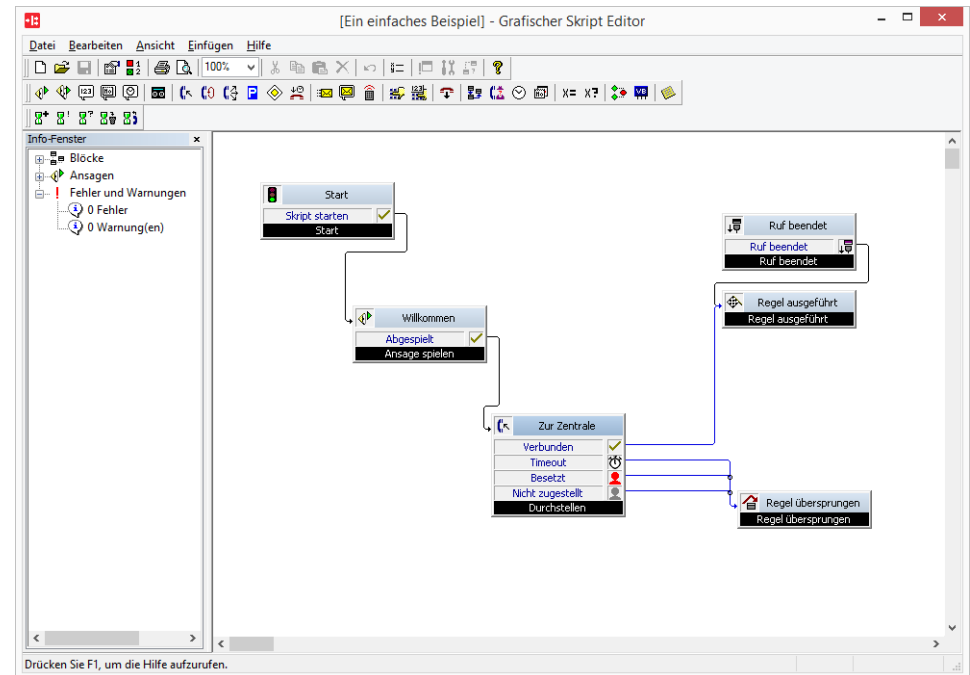 [Ein einfaches Beispiel] - Grafischer Skript Editor
Datei Bearbeiten Ansicht Einfügen Hilfe
100%
Info-Fenster
Blöcke
Ansagen
Fehler und Warnungen
0 Fehler
0 Warnung(en)
Start
Skript starten
Start
Ruf beendet
Ruf beendet
Ruf beendet
Regel ausgeführt
Regel ausgeführt
Willkommen
Abgespielt
Ansage spielen
Zur Zentrale
Verbunden
Timeout
Besetzt
Nicht zugestellt
Durchstellen
Regel übersprungen
Regel übersprungen
Drücken Sie F1, um die Hilfe aufzurufen.